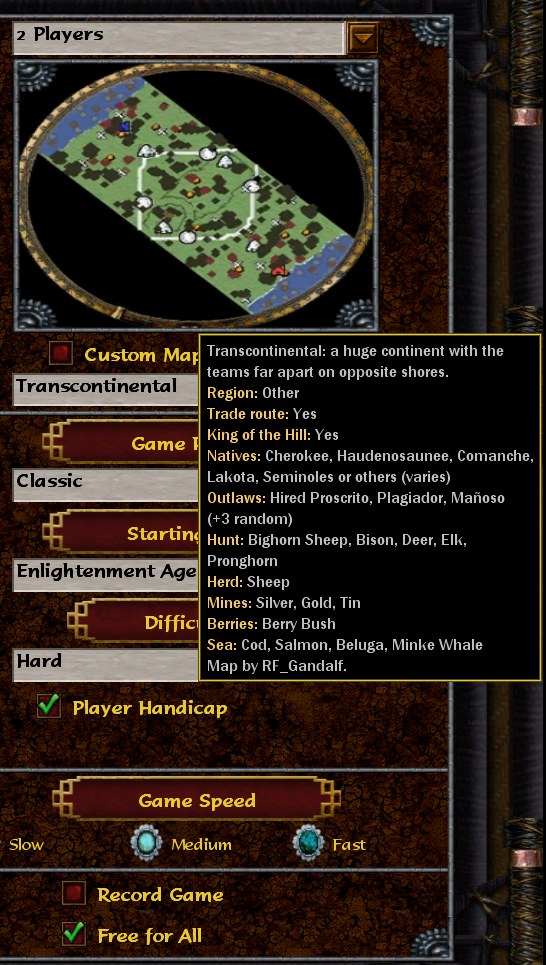 2 Players
Custom Map
Transcontinental: a huge continent with the
teams far apart on opposite shores.
Region: Other
Trade route: Yes
King of the Hill: Yes
Natives: Cherokee, Haudenosaunee, Comanche,
Lakota, Seminoles or others (varies)
Outlaws: Hired Proscrito, Plagiador, Mañoso
(+3 random)
Hunt: Bighorn Sheep, Bison, Deer, Elk,
Pronghorn
Herd: Sheep
Mines: Silver, Gold, Tin
Berries: Berry Bush
Sea: Cod, Salmon, Beluga, Minke Whale
Map by RF_Gandalf.
Transcontinental
Game
Classic
Starting
Enlightenment Age
Diffic
Hard
Player Handicap
Game Speed
Slow
Medium
Fast
Record Game
Free for All